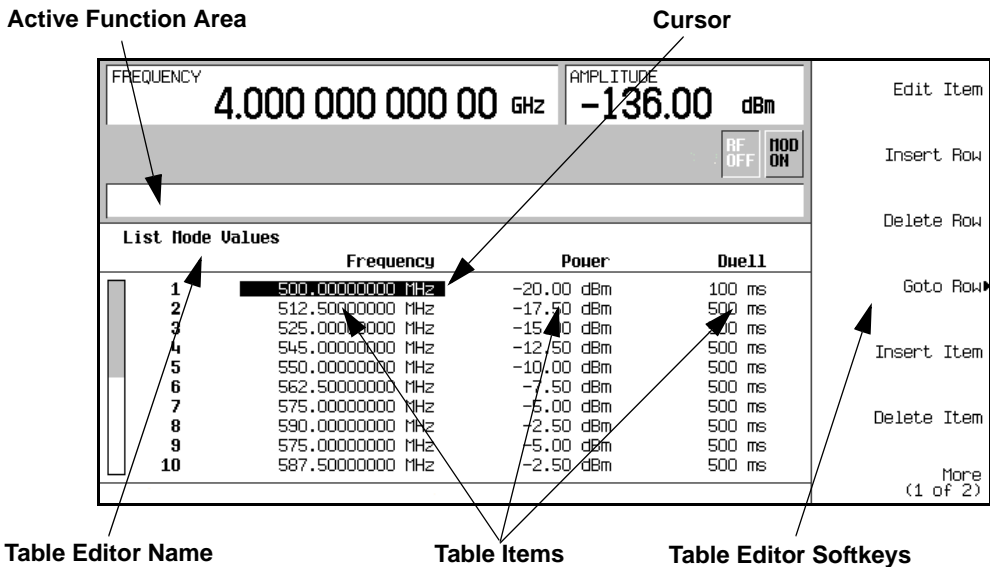 Active Function Area
Cursor
FREQUENCY
4.000 000 000 00 GHz
AMPLITUDE
-136.00 dBm
RF OFF
MOD ON
List Mode Values
Frequency Power Dwell
1 500.00000000 MHz -20.00 dBm 100 ms
2 512.50000000 MHz -17.50 dBm 500 ms
3 525.00000000 MHz -15.00 dBm 500 ms
4 545.00000000 MHz -12.50 dBm 500 ms
5 550.00000000 MHz -10.00 dBm 500 ms
6 562.50000000 MHz -7.50 dBm 500 ms
7 575.00000000 MHz -5.00 dBm 500 ms
8 590.00000000 MHz -2.50 dBm 500 ms
9 575.00000000 MHz -5.00 dBm 500 ms
10 587.50000000 MHz -2.50 dBm 500 ms
Edit Item
Insert Row
Delete Row
Goto Row
Insert Item
Delete Item
More
(1 of 2)
Table Editor Name
Table Items
Table Editor Softkeys